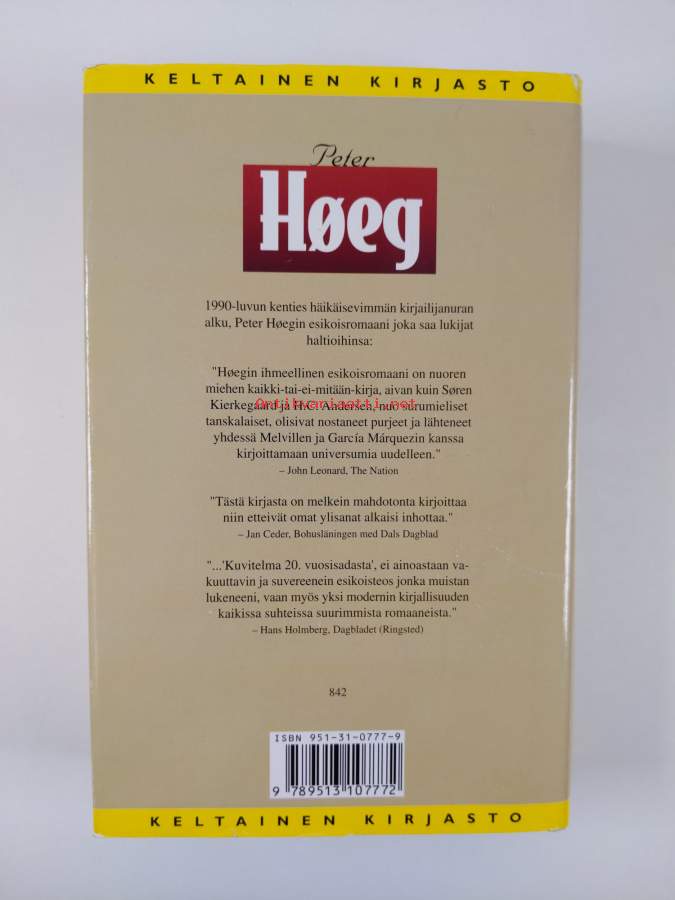 KELTAINEN KIRJASTO
Peter
Høeg
1990-luvun kenties häikäisevimmän kirjailijanuran
alku, Peter Høegin esikoisromaani joka saa lukijat
haltioihinsa:
"Høegin ihmeellinen esikoisromaani on nuoren
miehen kaikki-tai-ei-mitään-kirja, aivan kuin Søren
Kierkegaard ja H.C. Andersen, nuo surumieliset
Antikvariaatti.net
tanskalaiset, olisivat nostaneet purjeet ja lähteneet
yhdessä Melvillen ja García Márquezin kanssa
kirjoittamaan universumia uudelleen."
– John Leonard, The Nation
"Tästä kirjasta on melkein mahdotonta kirjoittaa
niin etteivät omat ylisanat alkaisi inhottaa."
– Jan Ceder, Bohusläningen med Dals Dagblad
"...'Kuvitelma 20. vuosisadasta', ei ainoastaan va-
kuuttavin ja suvereenein esikoisteos jonka muistan
lukeneeni, vaan myös yksi modernin kirjallisuuden
kaikissa suhteissa suurimmista romaaneista."
– Hans Holmberg, Dagbladet (Ringsted)
842
ISBN 951-31-0777-9
9 789513 107772
KELTAINEN KIRJASTO